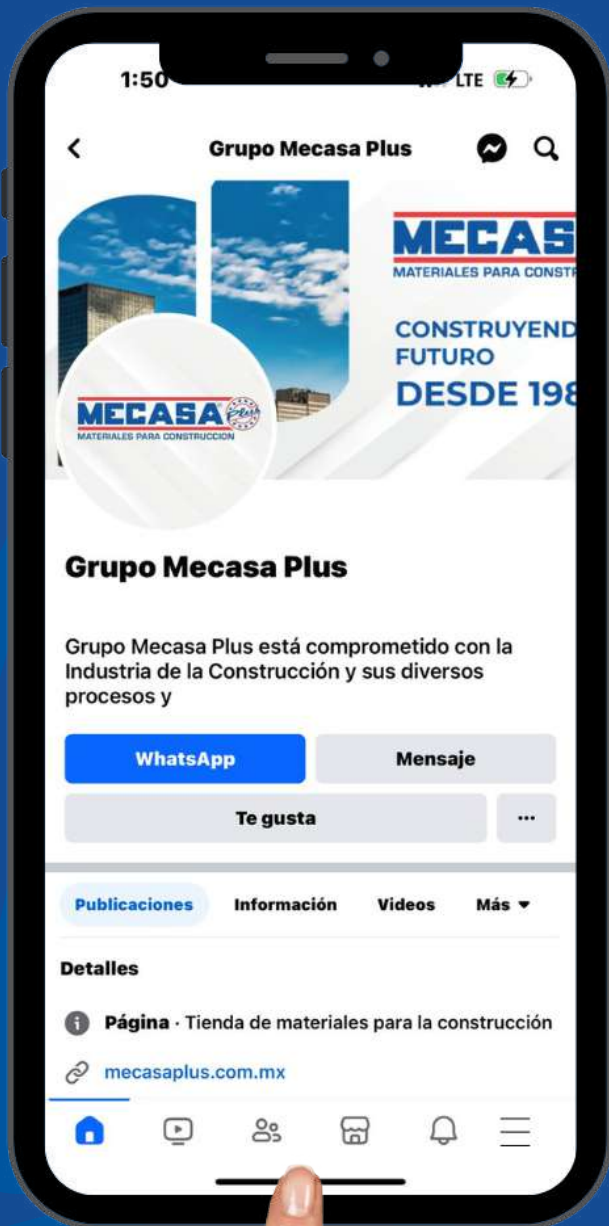 1:50
LTE
Grupo Mecasa Plus
MECAS
MATERIALES PARA CONSTR
CONSTRUYEND
FUTURO
DESDE 198
MECASA Plus
MATERIALES PARA CONSTRUCCION
Grupo Mecasa Plus
Grupo Mecasa Plus está comprometido con la
Industria de la Construcción y sus diversos
procesos y
WhatsApp
Mensaje
Te gusta
...
Publicaciones
Información
Videos
Más
Detalles
Página · Tienda de materiales para la construcción
mecasaplus.com.mx